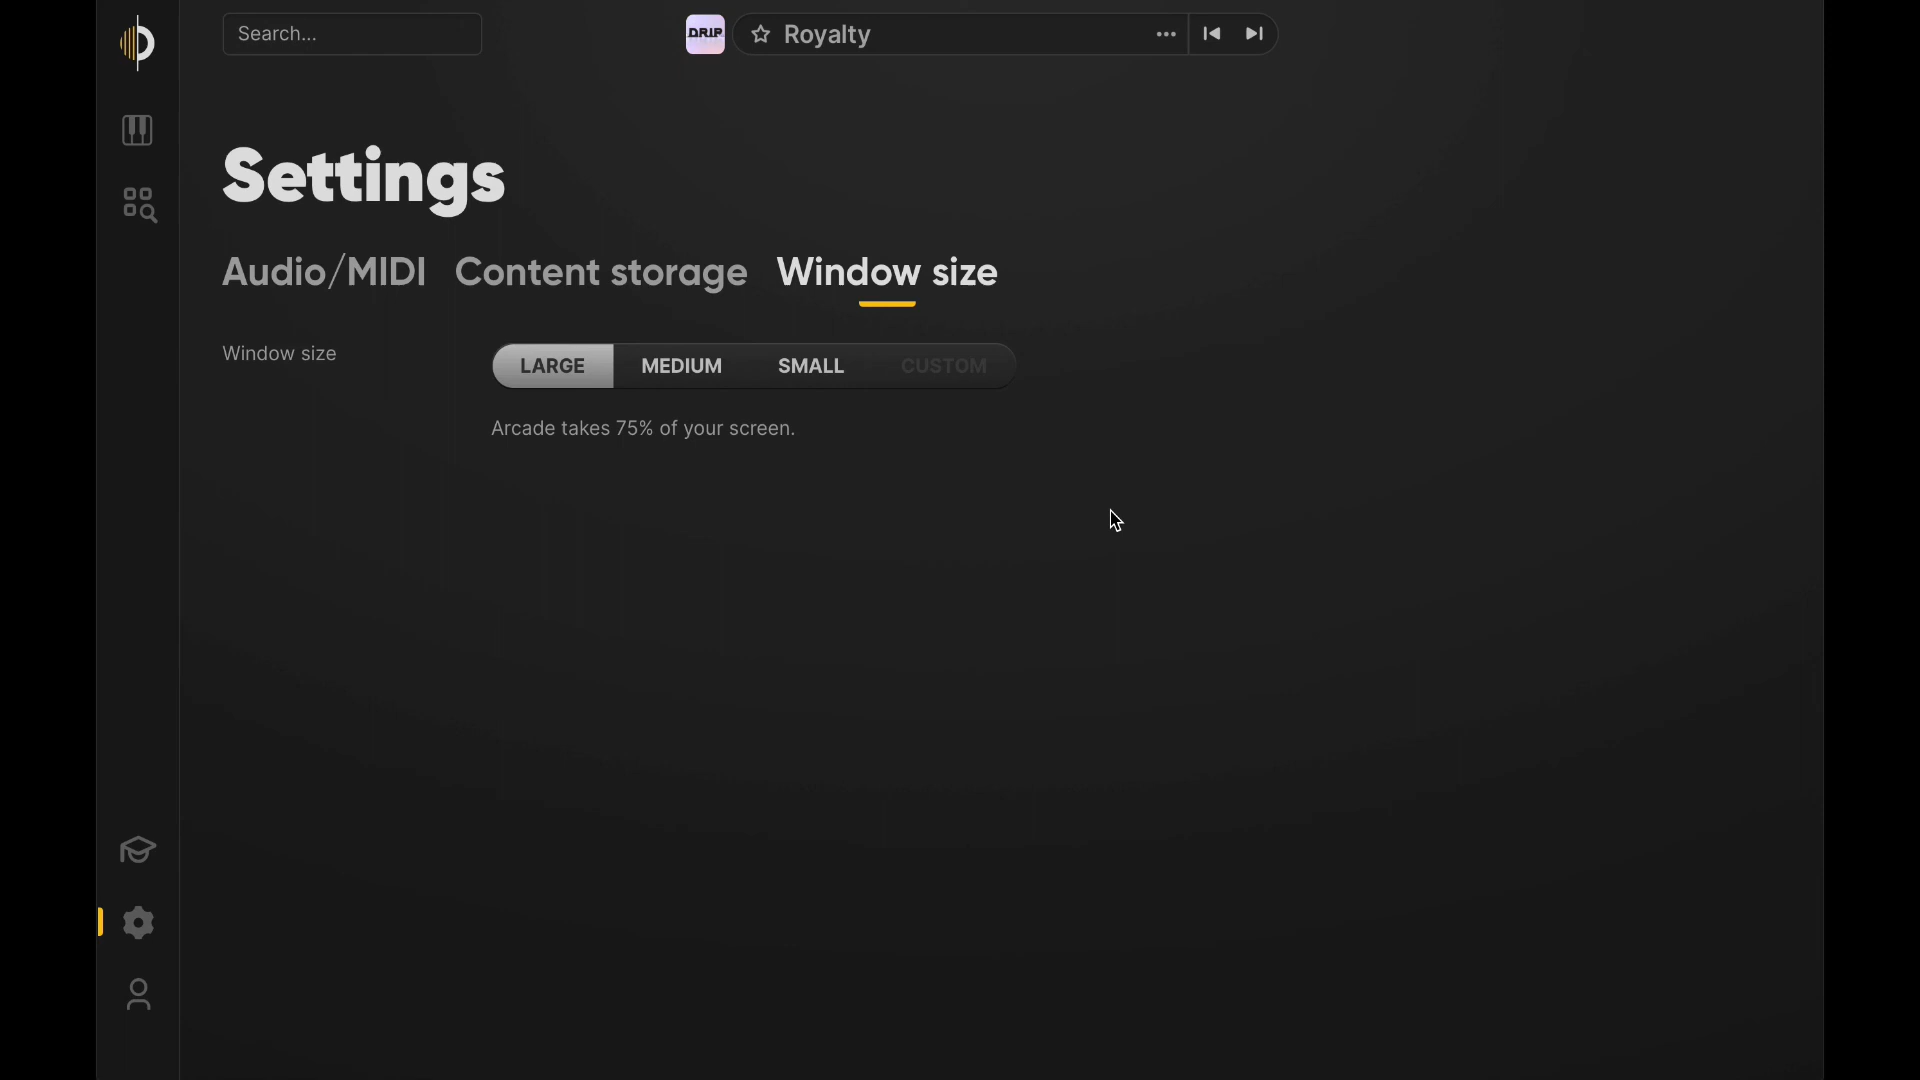 Search...
DRIP
Royalty
Settings
Audio/MIDI Content storage Window size
Window size
LARGE MEDIUM SMALL CUSTOM
Arcade takes 75% of your screen.